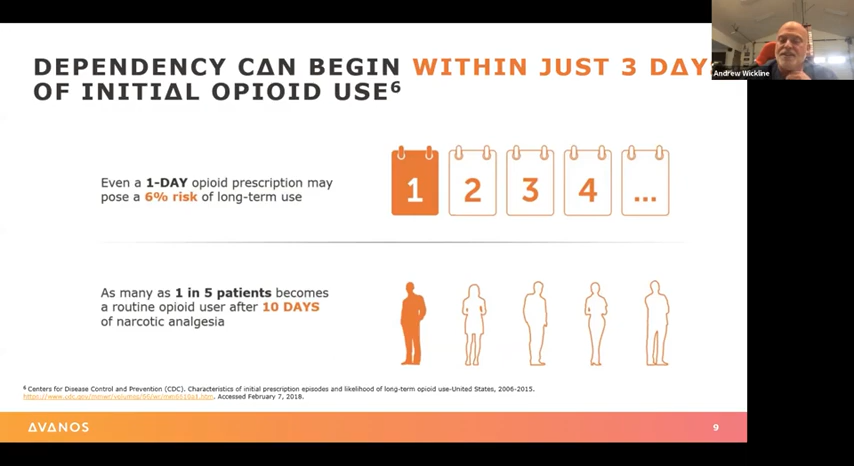 DEPENDENCY CAN BEGIN WITHIN JUST 3 DAY
OF INITIAL OPIOID USE6
Andrew Wickline
Even a 1-DAY opioid prescription may
pose a 6% risk of long-term use
1 2 3 4 ...
As many as 1 in 5 patients becomes
a routine opioid user after 10 DAYS
of narcotic analgesia
6 Centers for Disease Control and Prevention (CDC). Characteristics of initial prescription episodes and likelihood of long-term opioid use-United States, 2006-2015.
Accessed February 7, 2018.
AVANOS
9